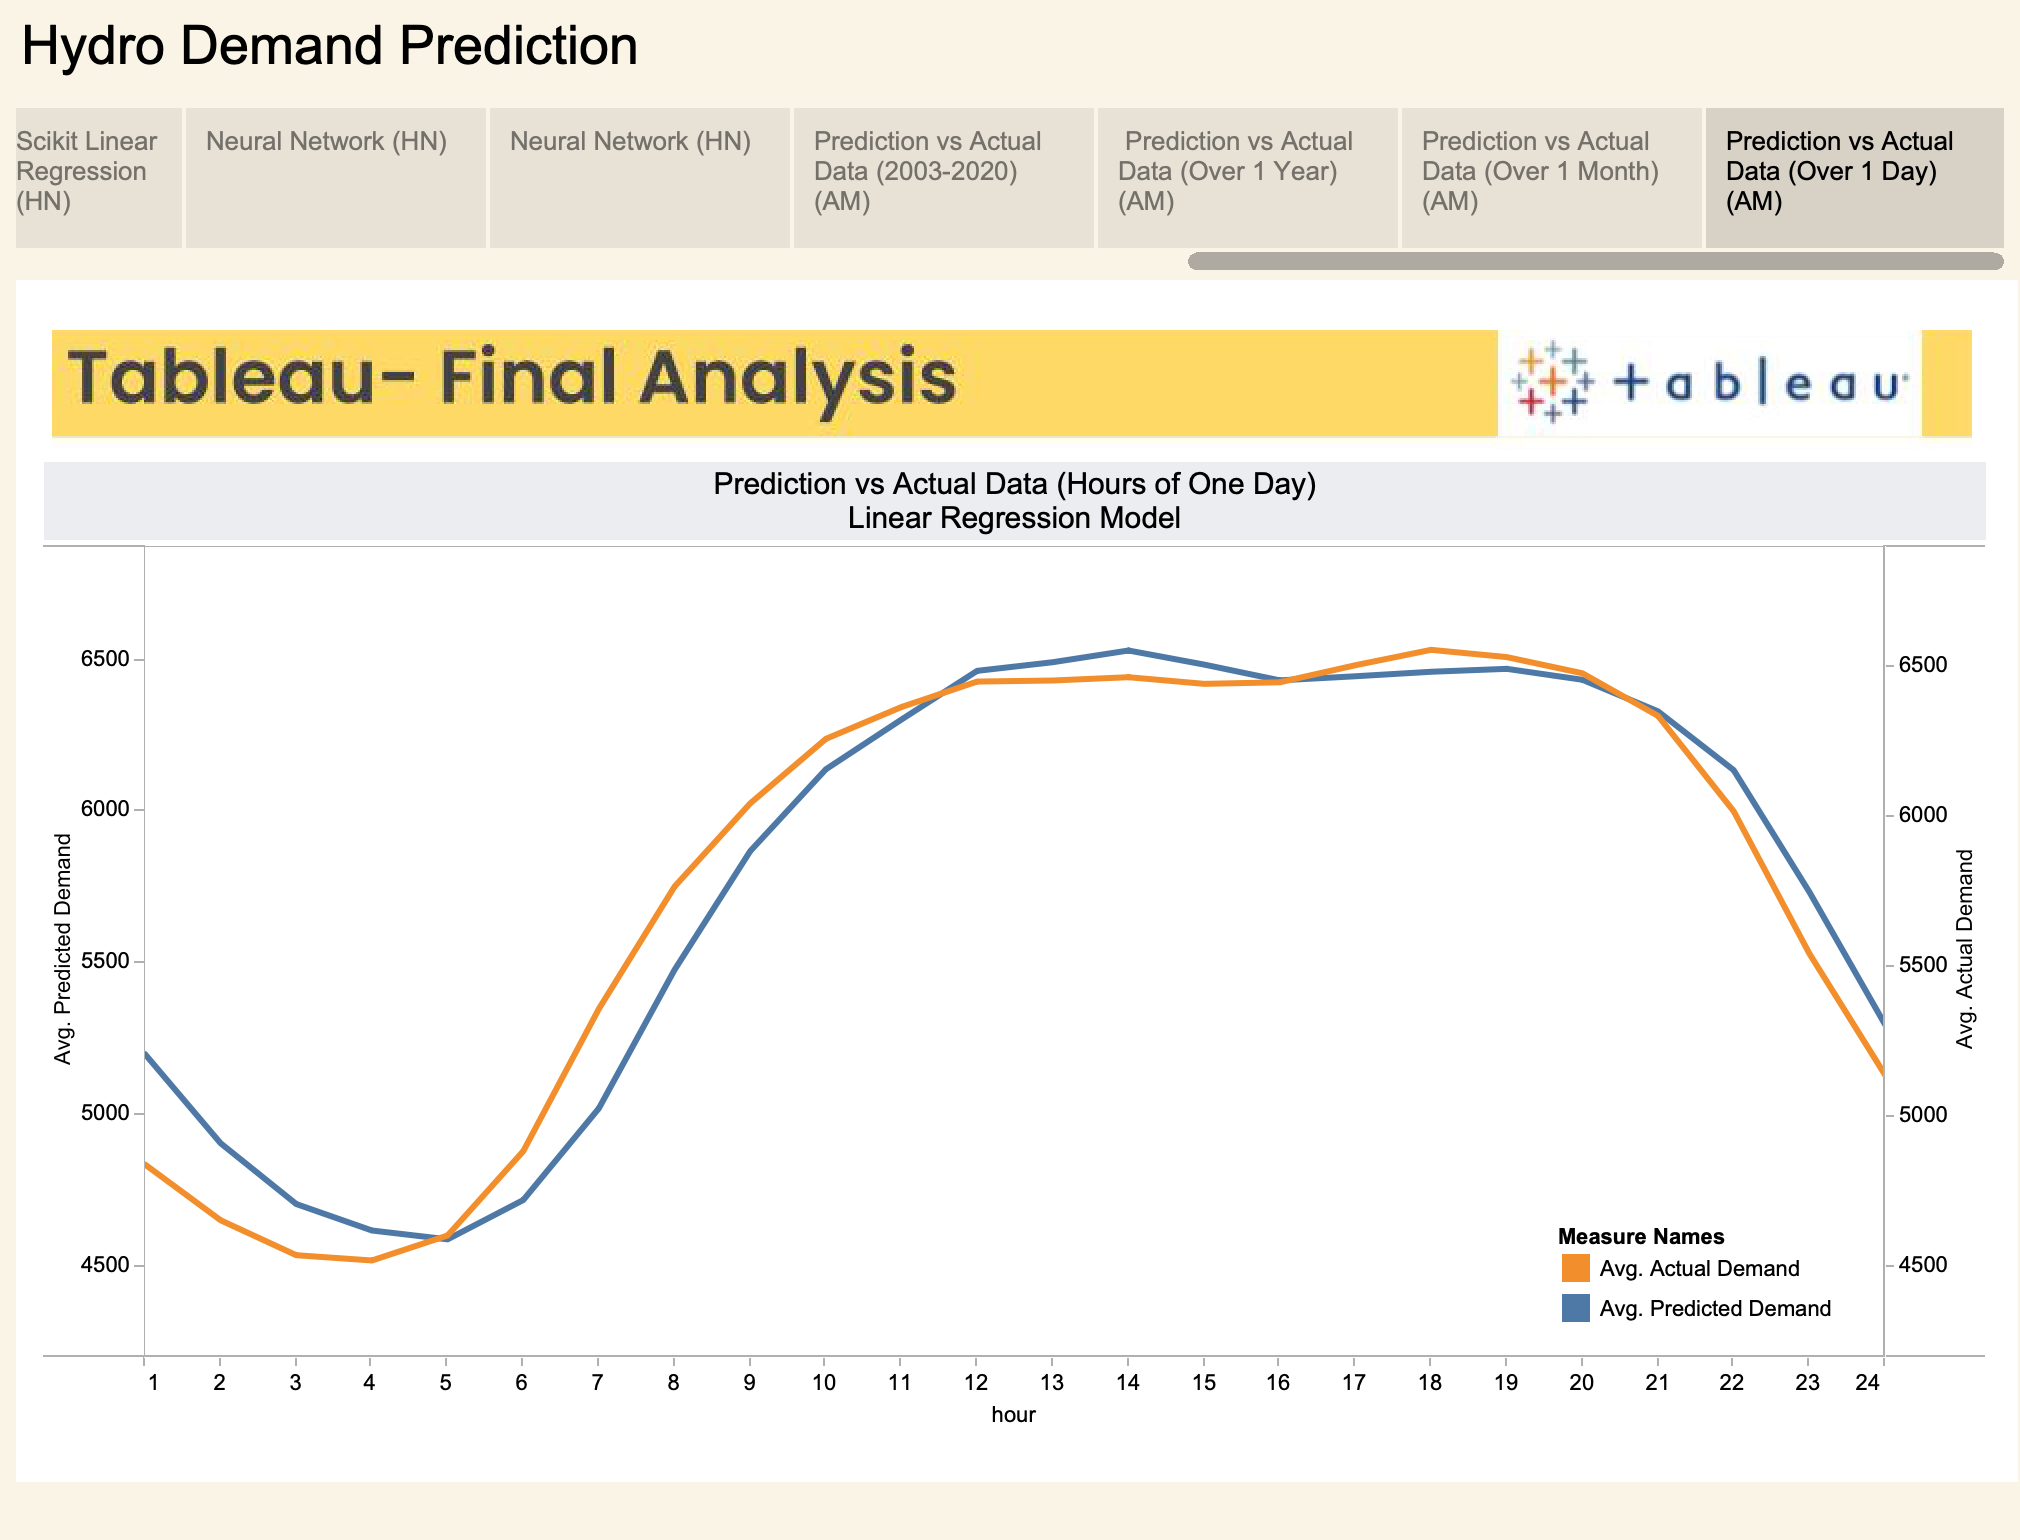 Hydro Demand Prediction
Scikit Linear
Regression
(HN)
Neural Network (HN)
Neural Network (HN)
Prediction vs Actual
Data (2003-2020)
(AM)
Prediction vs Actual
Data (Over 1 Year)
(AM)
Prediction vs Actual
Data (Over 1 Month)
(AM)
Prediction vs Actual
Data (Over 1 Day)
(AM)
Tableau- Final Analysis
+ableau
Prediction vs Actual Data (Hours of One Day)
Linear Regression Model
Avg. Predicted Demand
6500
6000
5500
5000
4500
6500
6000
5500
5000
4500
Avg. Actual Demand
Measure Names
Avg. Actual Demand
Avg. Predicted Demand
1 2 3 4 5 6 7 8 9 10 11 12 13 14 15 16 17 18 19 20 21 22 23 24
hour